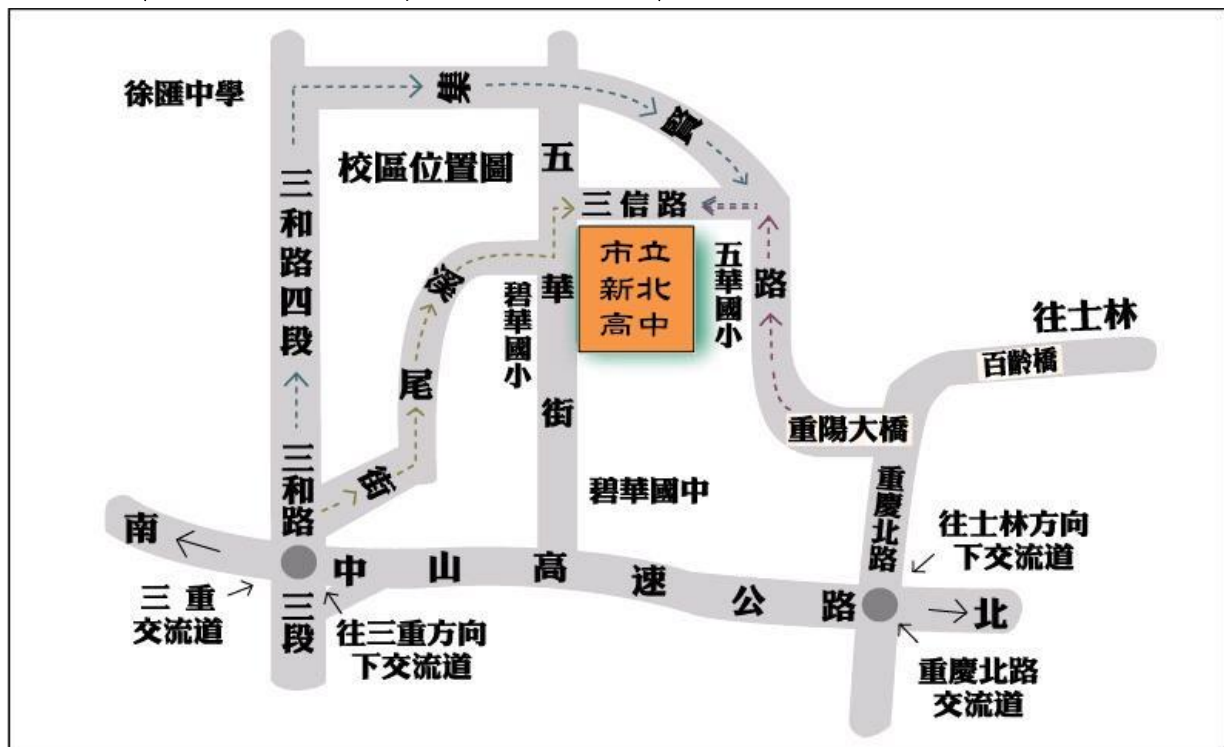 徐匯中學
集賢路
校區位置圖
五華街
三信路
三和路四段
溪尾街
碧華國小
市立
新北
高中
五華國小
往士林
百齡橋
重陽大橋
三和路三段
碧華國中
重慶北路
南
中山高速公路
北
往士林方向
下交流道
三重
交流道
往三重方向
下交流道
重慶北路
交流道